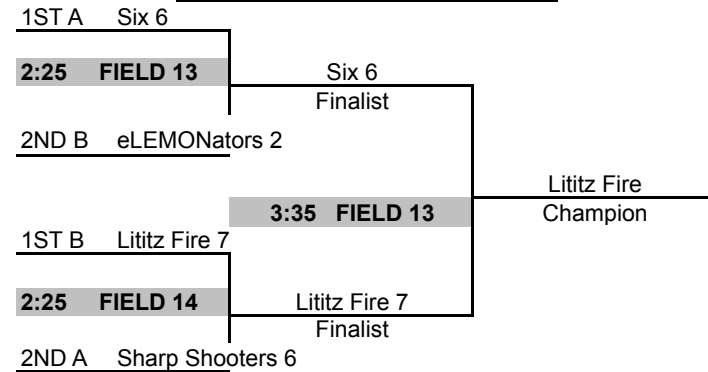 1ST A Six 6
2:25 FIELD 13
Six 6
Finalist
2ND B eLEMONators 2
Lititz Fire
3:35 FIELD 13
Champion
1ST B Lititz Fire 7
2:25 FIELD 14
Lititz Fire 7
Finalist
2ND A Sharp Shooters 6